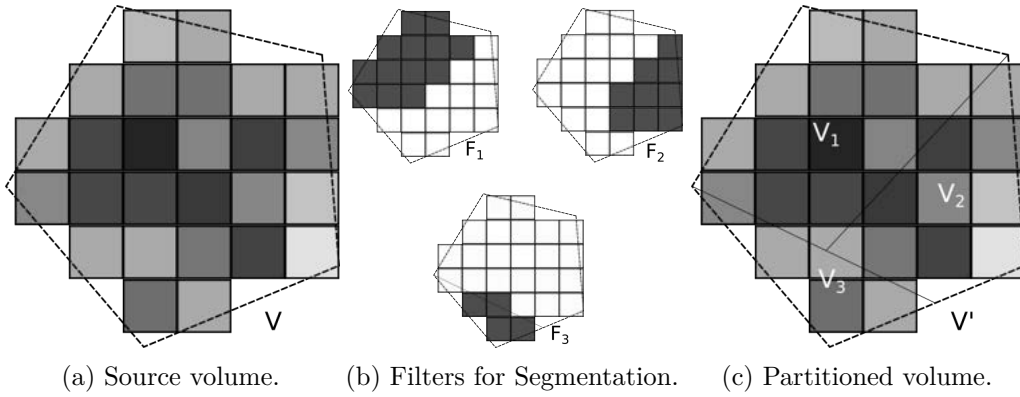 V
F1
F2
F3
V1
V2
V3
V'
(a) Source volume.
(b) Filters for Segmentation.
(c) Partitioned volume.